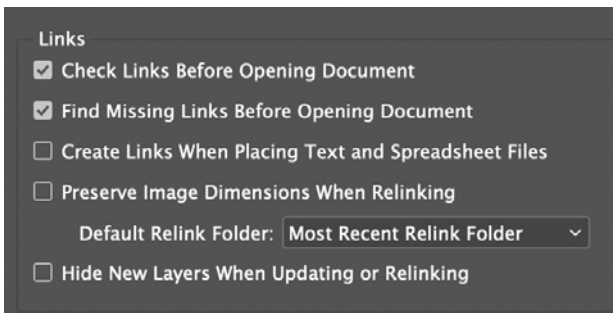 Links
Check Links Before Opening Document
Find Missing Links Before Opening Document
Create Links When Placing Text and Spreadsheet Files
Preserve Image Dimensions When Relinking
Default Relink Folder: Most Recent Relink Folder
Hide New Layers When Updating or Relinking